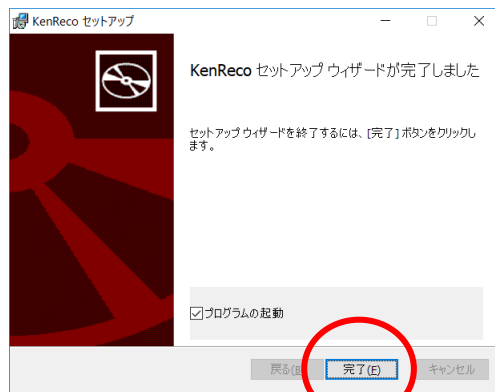 KenReco セットアップ
KenReco セットアップ ウィザードが完了しました
セットアップ ウィザードを終了するには、[完了] ボタンをクリックし
ます。
プログラムの起動
戻る(B 完了(F) キャンセル